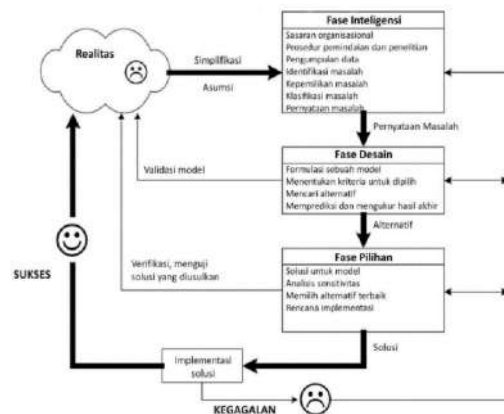 Fase Inteligensi
Sasaran organisasional
Prosedur pemindaian dan penelitian
Pengumpulan data
Identifikasi masalah
Kepemilikan masalah
Klasifikasi masalah
Pernyataan masalah
Realitas
Simplifikasi
Asumsi
Pernyataan Masalah
Fase Desain
Formulasi sebuah model
Menentukan kriteria untuk dipilih
Mencari alternatif
Memprediksi dan mengukur hasil akhir
Validasi model
Alternatif
Fase Pilihan
Solusi untuk model
Analisis sensitivitas
Memilih alternatif terbaik
Rencana implementasi
Verifikasi, menguji
solusi yang diusulkan
SUKSES
Solusi
Implementasi
solusi
KEGAGALAN